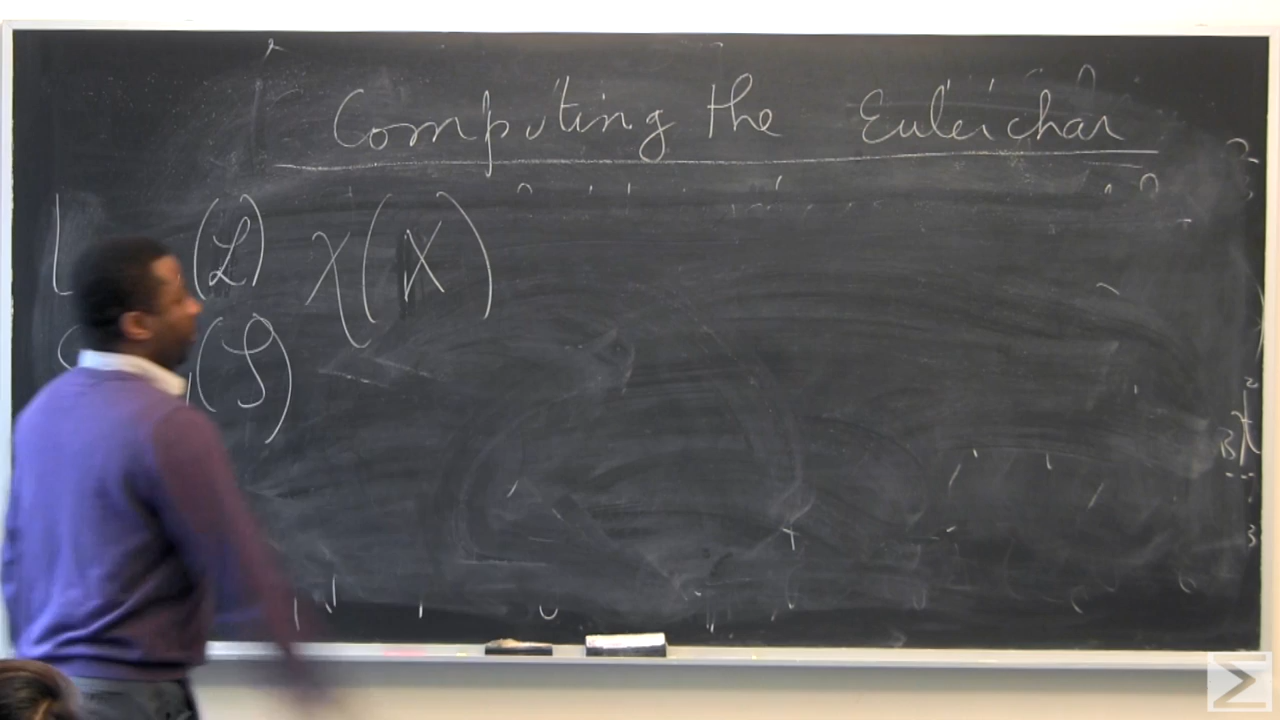 Computing the Euler char
L (ℒ) χ(X)
(𝒮)